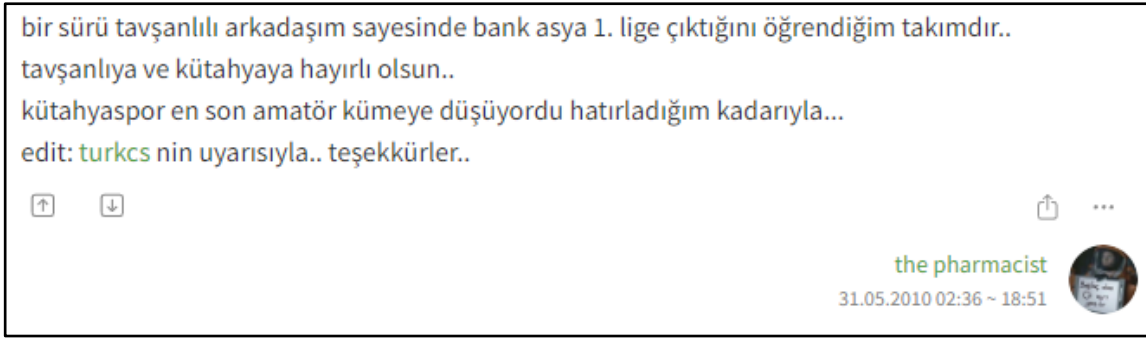 bir sürü tavşanlılı arkadaşım sayesinde bank asya 1. lige çıktığını öğrendiğim takımdır..
tavşanlıya ve kütahyaya hayırlı olsun..
kütahyaspor en son amatör kümeye düşüyordu hatırladığım kadarıyla...
edit: turkcs nin uyarısıyla.. teşekkürler..
the pharmacist
31.05.2010 02:36 ~ 18:51